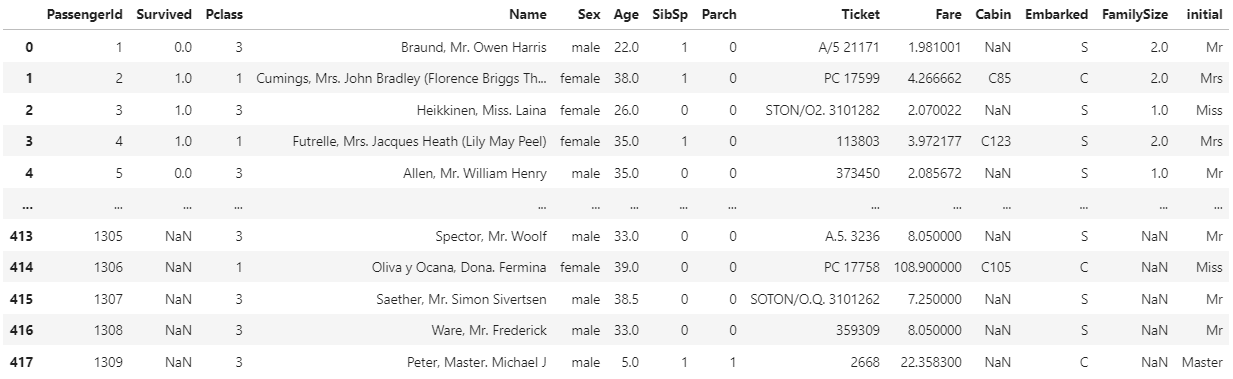 PassengerId Survived Pclass Name Sex Age SibSp Parch Ticket Fare Cabin Embarked FamilySize initial
0 1 0.0 3 Braund, Mr. Owen Harris male 22.0 1 0 A/5 21171 1.981001 NaN S 2.0 Mr
1 2 1.0 1 Cumings, Mrs. John Bradley (Florence Briggs Th... female 38.0 1 0 PC 17599 4.266662 C85 C 2.0 Mrs
2 3 1.0 3 Heikkinen, Miss. Laina female 26.0 0 0 STON/O2. 3101282 2.070022 NaN S 1.0 Miss
3 4 1.0 1 Futrelle, Mrs. Jacques Heath (Lily May Peel) female 35.0 1 0 113803 3.972177 C123 S 2.0 Mrs
4 5 0.0 3 Allen, Mr. William Henry male 35.0 0 0 373450 2.085672 NaN S 1.0 Mr
... ... ... ... ... ... ... ... ... ... ... ... ... ... ...
413 1305 NaN 3 Spector, Mr. Woolf male 33.0 0 0 A.5. 3236 8.050000 NaN S NaN Mr
414 1306 NaN 1 Oliva y Ocana, Dona. Fermina female 39.0 0 0 PC 17758 108.900000 C105 C NaN Miss
415 1307 NaN 3 Saether, Mr. Simon Sivertsen male 38.5 0 0 SOTON/O.Q. 3101262 7.250000 NaN S NaN Mr
416 1308 NaN 3 Ware, Mr. Frederick male 33.0 0 0 359309 8.050000 NaN S NaN Mr
417 1309 NaN 3 Peter, Master. Michael J male 5.0 1 1 2668 22.358300 NaN C NaN Master